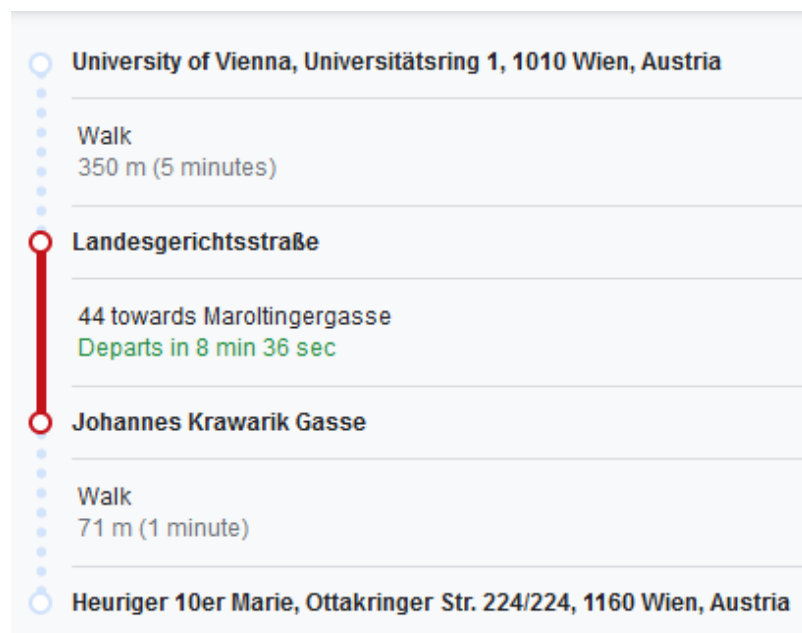 University of Vienna, Universitätsring 1, 1010 Wien, Austria
Walk
350 m (5 minutes)
Landesgerichtsstraße
44 towards Maroltingergasse
Departs in 8 min 36 sec
Johannes Krawarik Gasse
Walk
71 m (1 minute)
Heuriger 10er Marie, Ottakringer Str. 224/224, 1160 Wien, Austria